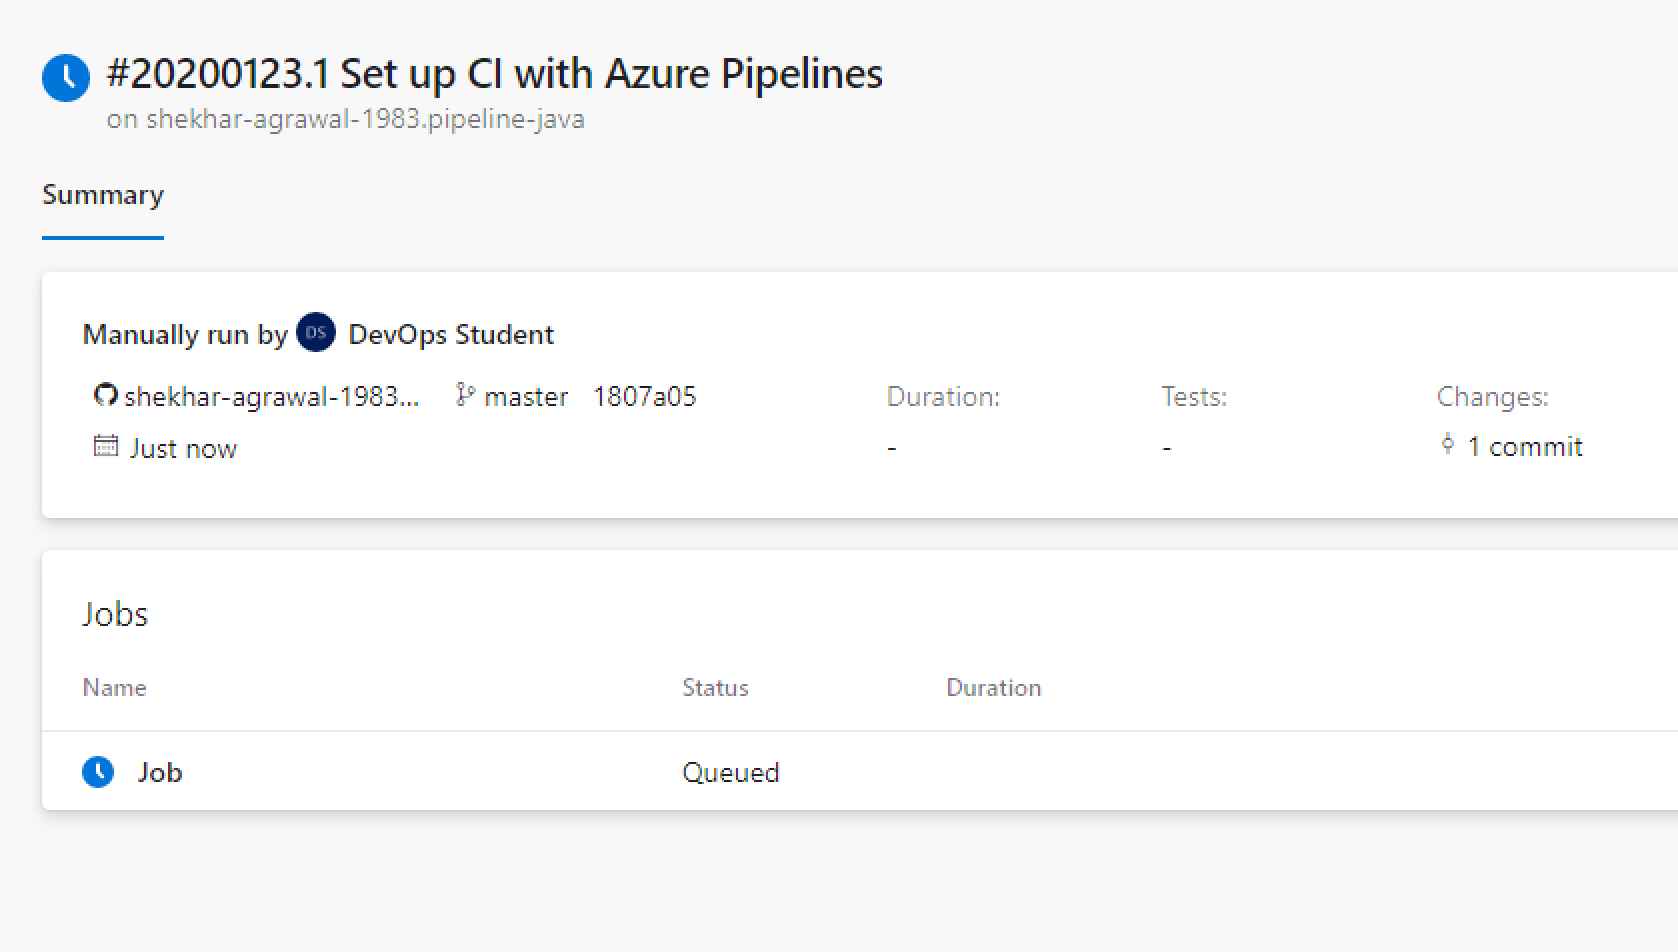 #20200123.1 Set up CI with Azure Pipelines
on shekhar-agrawal-1983.pipeline-java
Summary
Manually run by DS DevOps Student
shekhar-agrawal-1983... master 1807a05 Duration: Tests: Changes:
Just now - - 1 commit
Jobs
Name Status Duration
Job Queued